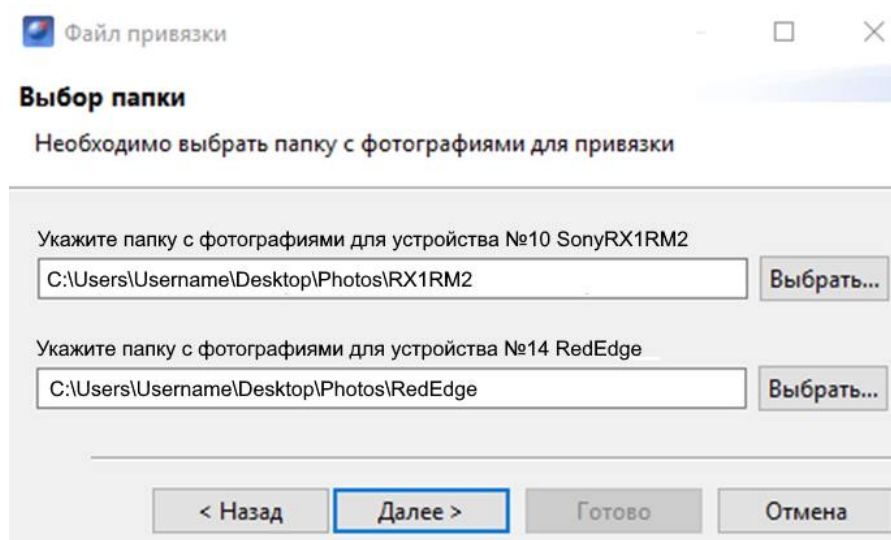 Файл привязки
Выбор папки
Необходимо выбрать папку с фотографиями для привязки
Укажите папку с фотографиями для устройства №10 SonyRX1RM2
C:\Users\Username\Desktop\Photos\RX1RM2
Выбрать...
Укажите папку с фотографиями для устройства №14 RedEdge
C:\Users\Username\Desktop\Photos\RedEdge
Выбрать...
< Назад
Далее >
Готово
Отмена